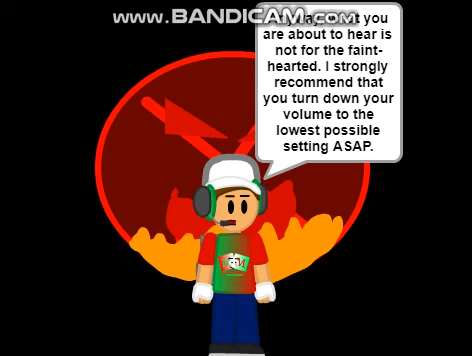 www.BANDICAM.com
you
are about to hear is
not for the faint-
hearted. I strongly
recommend that
you turn down your
volume to the
lowest possible
setting ASAP.